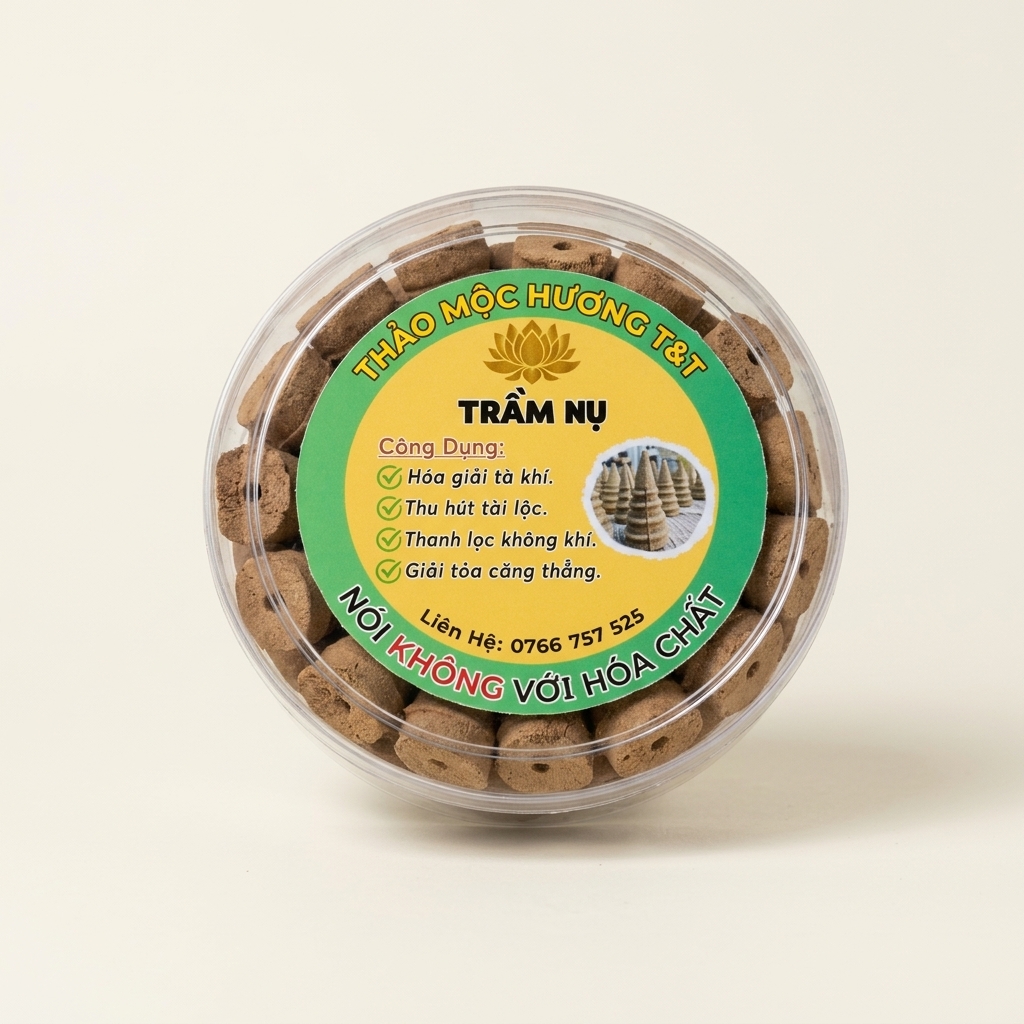 THẢO MỘC HƯƠNG T&T
TRẦM NỤ
Công Dụng:
Hóa giải tà khí.
Thu hút tài lộc.
Thanh lọc không khí.
Giải tỏa căng thẳng.
Liên Hệ: 0766 757 525
NÓI KHÔNG VỚI HÓA CHẤT